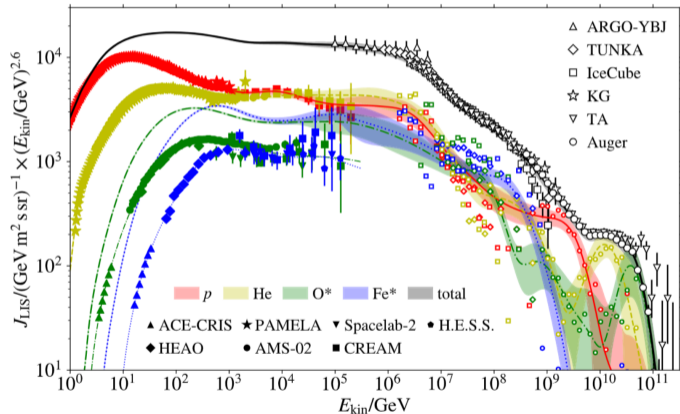 ARGO-YBJ
TUNKA
IceCube
KG
TA
Auger
J_LIS/(GeV m² s sr)⁻¹ × (E_kin/GeV)^2.6
10⁴
10³
10²
10¹
p He O* Fe* total
ACE-CRIS PAMELA Spacelab-2 H.E.S.S.
HEAO AMS-02 CREAM
10⁰ 10¹ 10² 10³ 10⁴ 10⁵ 10⁶ 10⁷ 10⁸ 10⁹ 10¹⁰ 10¹¹
E_kin/GeV